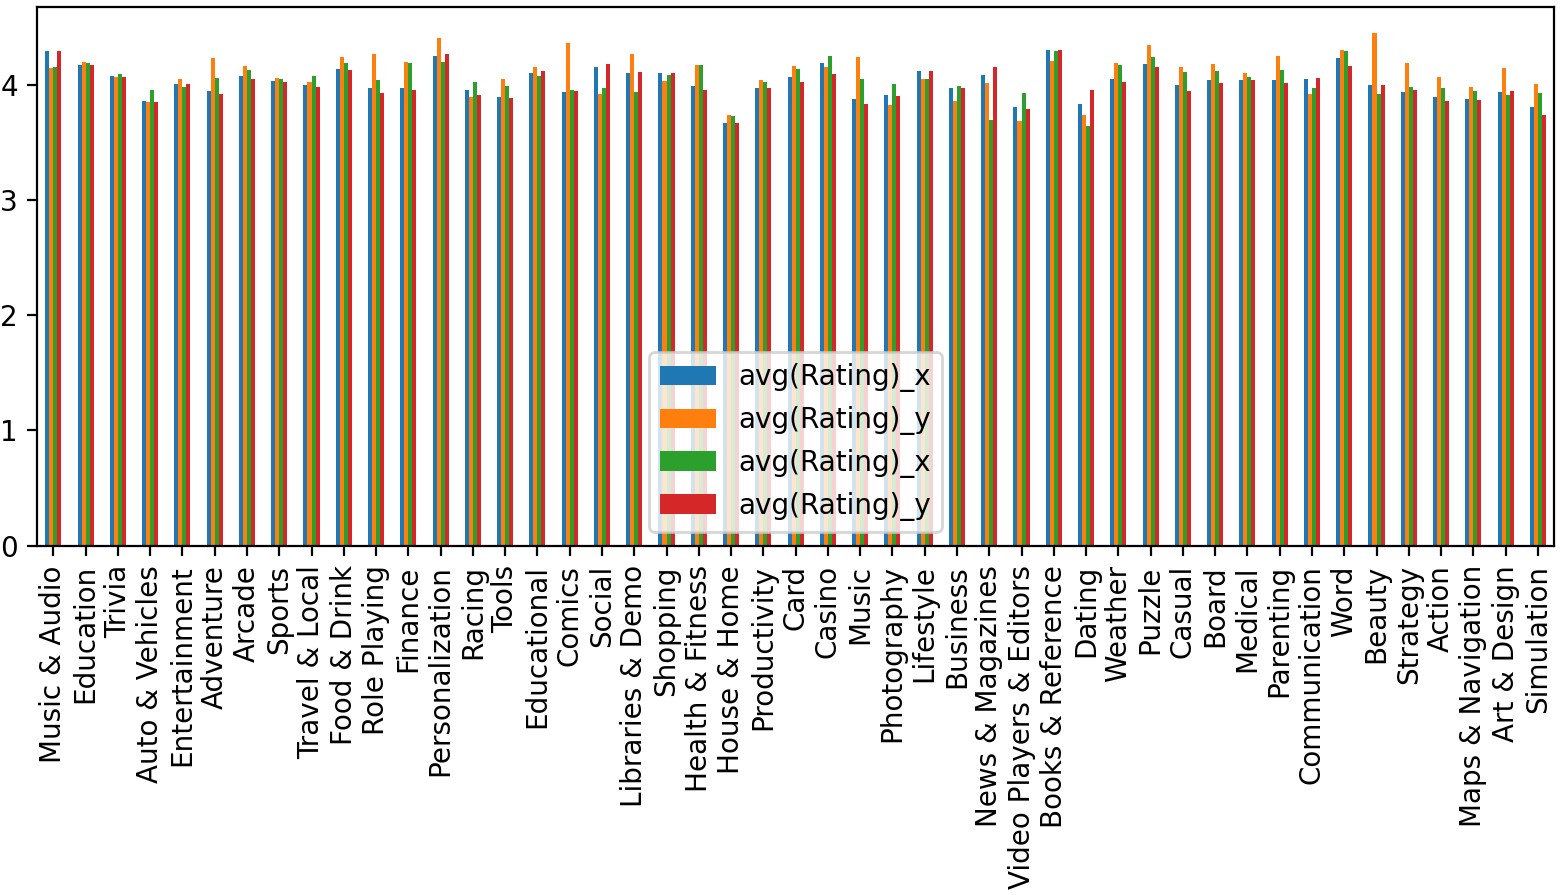 4
3
2
1
0
avg(Rating)_x
avg(Rating)_y
avg(Rating)_x
avg(Rating)_y
Music & Audio
Education
Trivia
Auto & Vehicles
Entertainment
Adventure
Arcade
Sports
Travel & Local
Food & Drink
Role Playing
Finance
Personalization
Racing
Tools
Educational
Comics
Social
Libraries & Demo
Shopping
Health & Fitness
House & Home
Productivity
Card
Casino
Music
Photography
Lifestyle
Business
News & Magazines
Video Players & Editors
Books & Reference
Dating
Weather
Puzzle
Casual
Board
Medical
Parenting
Communication
Word
Beauty
Strategy
Action
Maps & Navigation
Art & Design
Simulation